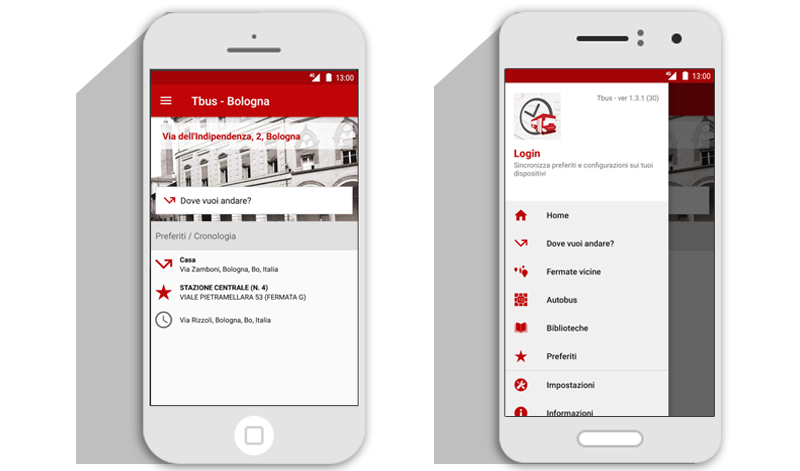 4G 13:00
Tbus - Bologna
Via dell'Indipendenza, 2, Bologna
Dove vuoi andare?
Preferiti / Cronologia
Casa
Via Zamboni, Bologna, Bo, Italia
STAZIONE CENTRALE (N. 4)
VIALE PIETRAMELLARA 53 (FERMATA G)
Via Rizzoli, Bologna, Bo, Italia
4G 13:00
Tbus - ver 1.3.1 (30)
Login
Sincronizza preferiti e configurazioni sui tuoi
dispositivi
Home
Dove vuoi andare?
Fermate vicine
Autobus
Biblioteche
Preferiti
Impostazioni
Informazioni